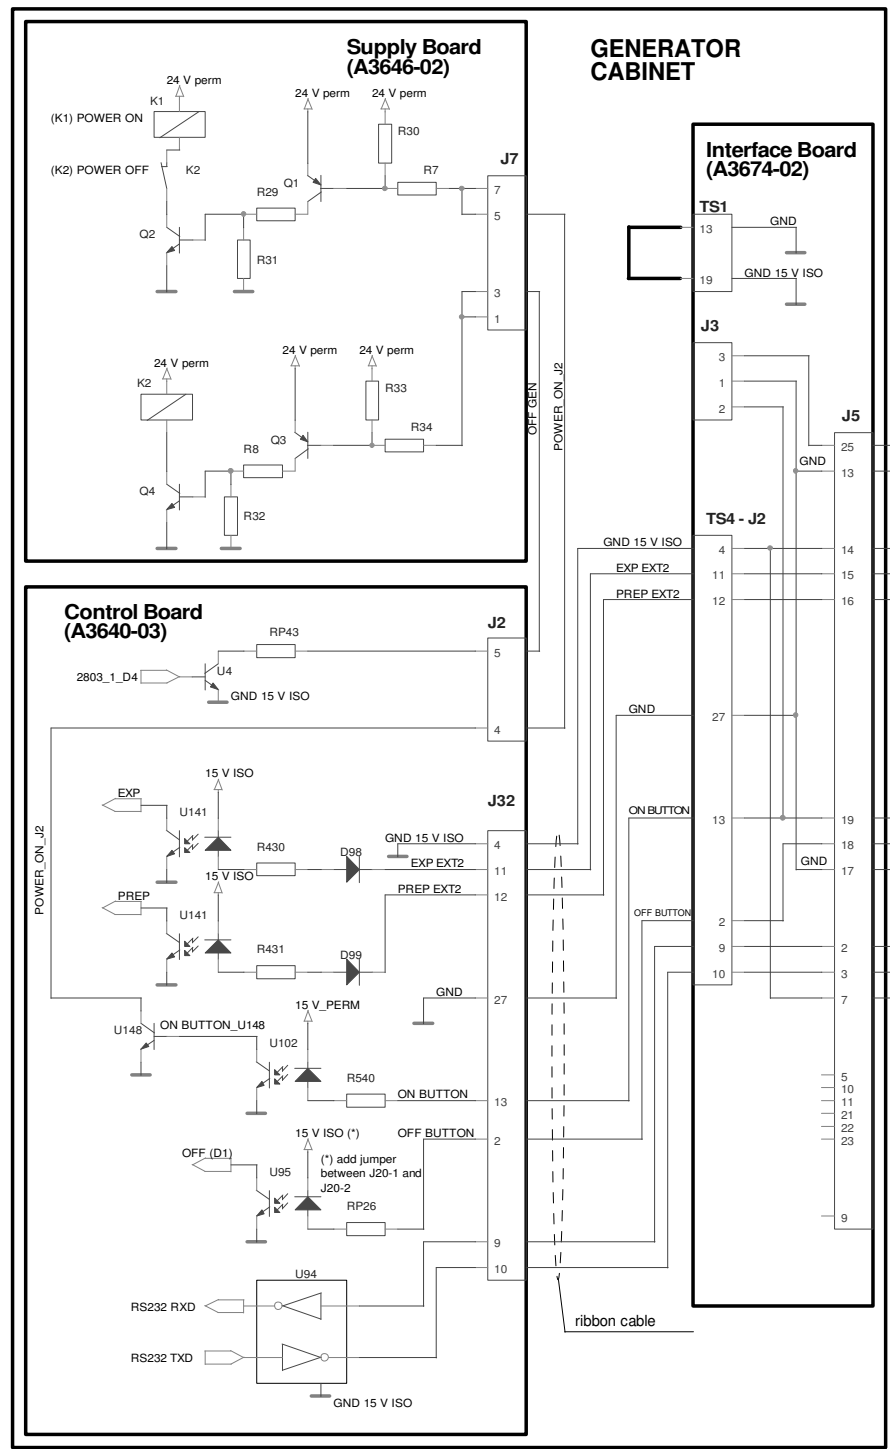 GENERATOR
CABINET
Supply Board
(A3646-02)
24 V perm
K1
(K1) POWER ON
(K2) POWER OFF
K2
24 V perm
24 V perm
R30
R7
Q1
R29
Q2
R31
J7
7
5
3
1
24 V perm
K2
24 V perm
24 V perm
R33
R34
Q3
R8
Q4
R32
OFF GEN
POWER_ON_J2
Interface Board
(A3674-02)
TS1
13
GND
19
GND 15 V ISO
J3
3
1
2
J5
25
GND
13
TS4 - J2
GND 15 V ISO
4
14
EXP EXT2
11
15
PREP EXT2
12
16
GND
27
ON BUTTON
13
19
18
GND
17
OFF BUTTON
2
9
2
10
3
7
5
10
11
21
22
23
9
Control Board
(A3640-03)
J2
RP43
5
2803_1_D4
U4
GND 15 V ISO
4
POWER_ON_J2
15 V ISO
EXP
U141
J32
R430
D98
GND 15 V ISO
4
EXP EXT2
11
15 V ISO
PREP EXT2
12
PREP
U141
R431
D99
GND
27
15 V_PERM
U148
ON BUTTON_U148
U102
R540
ON BUTTON
13
15 V ISO (*)
OFF BUTTON
2
OFF (D1)
(*) add jumper
between J20-1 and
J20-2
U95
RP26
9
10
U94
RS232 RXD
RS232 TXD
GND 15 V ISO
ribbon cable